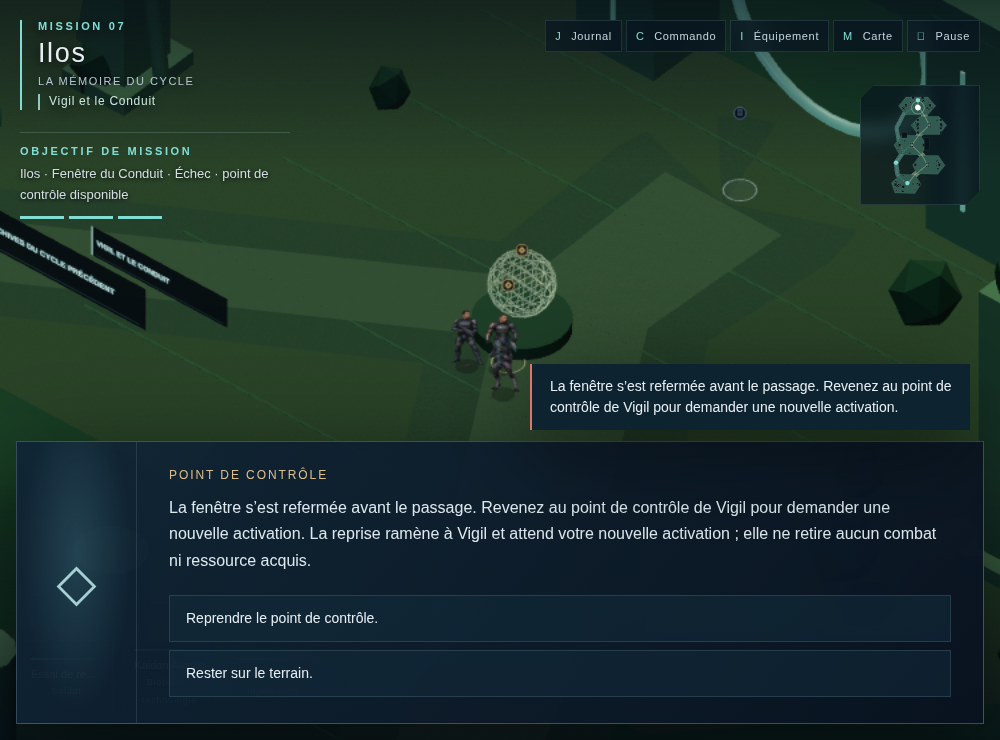 MISSION 07
Ilos
LA MÉMOIRE DU CYCLE
Vigil et le Conduit
J Journal
C Commando
I Équipement
M Carte
Pause
OBJECTIF DE MISSION
Ilos · Fenêtre du Conduit · Échec · point de
contrôle disponible
CHIVES DU CYCLE PRÉCÉDENT
VIGIL ET LE CONDUIT
La fenêtre s'est refermée avant le passage. Revenez au point de
contrôle de Vigil pour demander une nouvelle activation.
POINT DE CONTRÔLE
La fenêtre s'est refermée avant le passage. Revenez au point de contrôle de Vigil pour demander une
nouvelle activation. La reprise ramène à Vigil et attend votre nouvelle activation ; elle ne retire aucun combat
ni ressource acquis.
Reprendre le point de contrôle.
Rester sur le terrain.